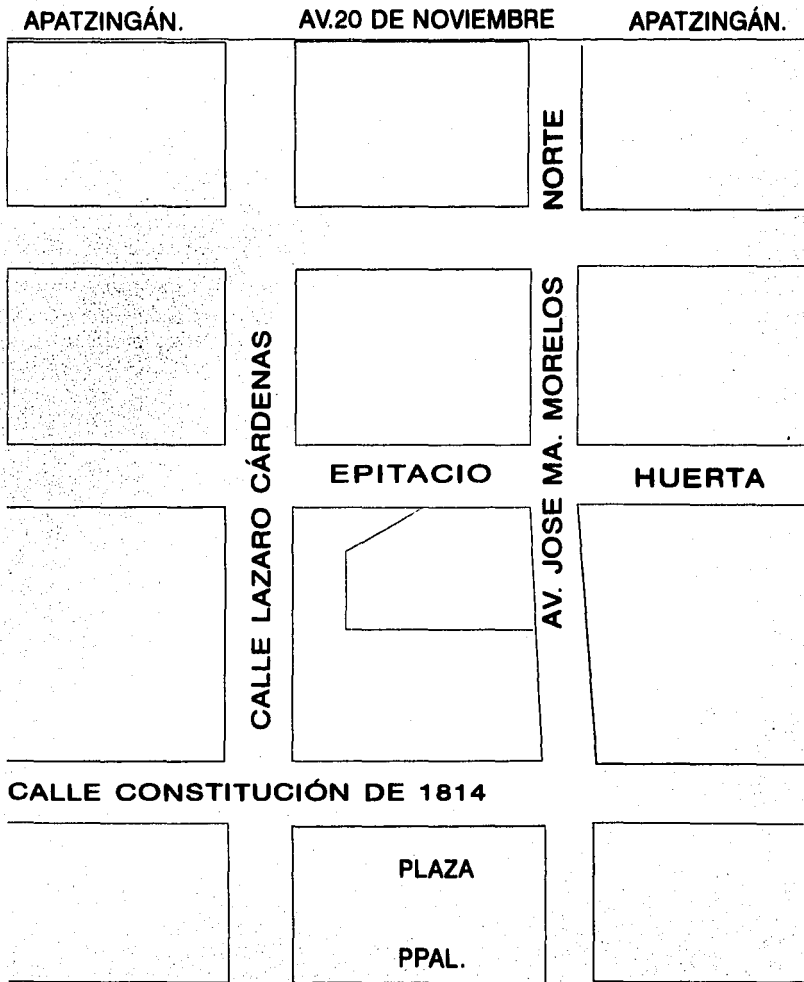 APATZINGÁN. AV.20 DE NOVIEMBRE APATZINGÁN.
NORTE
AV. JOSE MA. MORELOS
CALLE LAZARO CÁRDENAS
EPITACIO HUERTA
CALLE CONSTITUCIÓN DE 1814
PLAZA
PPAL.